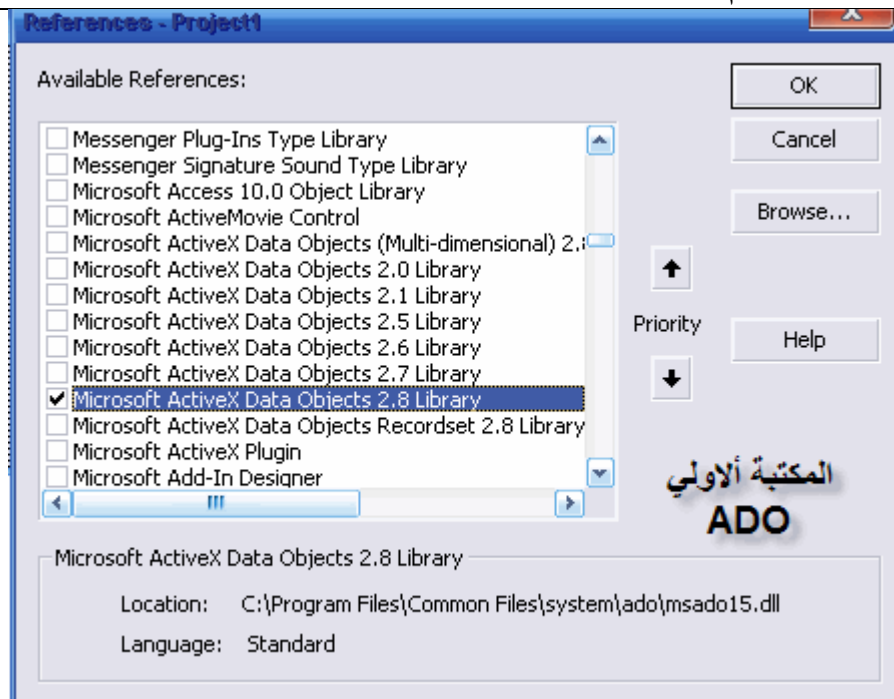 References - Project1
Available References:
OK
Messenger Plug-Ins Type Library
Cancel
Messenger Signature Sound Type Library
Microsoft Access 10.0 Object Library
Browse...
Microsoft ActiveMovie Control
Microsoft ActiveX Data Objects (Multi-dimensional) 2.8
Microsoft ActiveX Data Objects 2.0 Library
Microsoft ActiveX Data Objects 2.1 Library
Microsoft ActiveX Data Objects 2.5 Library
Priority
Microsoft ActiveX Data Objects 2.6 Library
Help
Microsoft ActiveX Data Objects 2.7 Library
Microsoft ActiveX Data Objects 2.8 Library
Microsoft ActiveX Data Objects Recordset 2.8 Library
Microsoft ActiveX Plugin
Microsoft Add-In Designer
المكتبة ألاولي
ADO
Microsoft ActiveX Data Objects 2.8 Library
Location: C:\Program Files\Common Files\system\ado\msado15.dll
Language: Standard